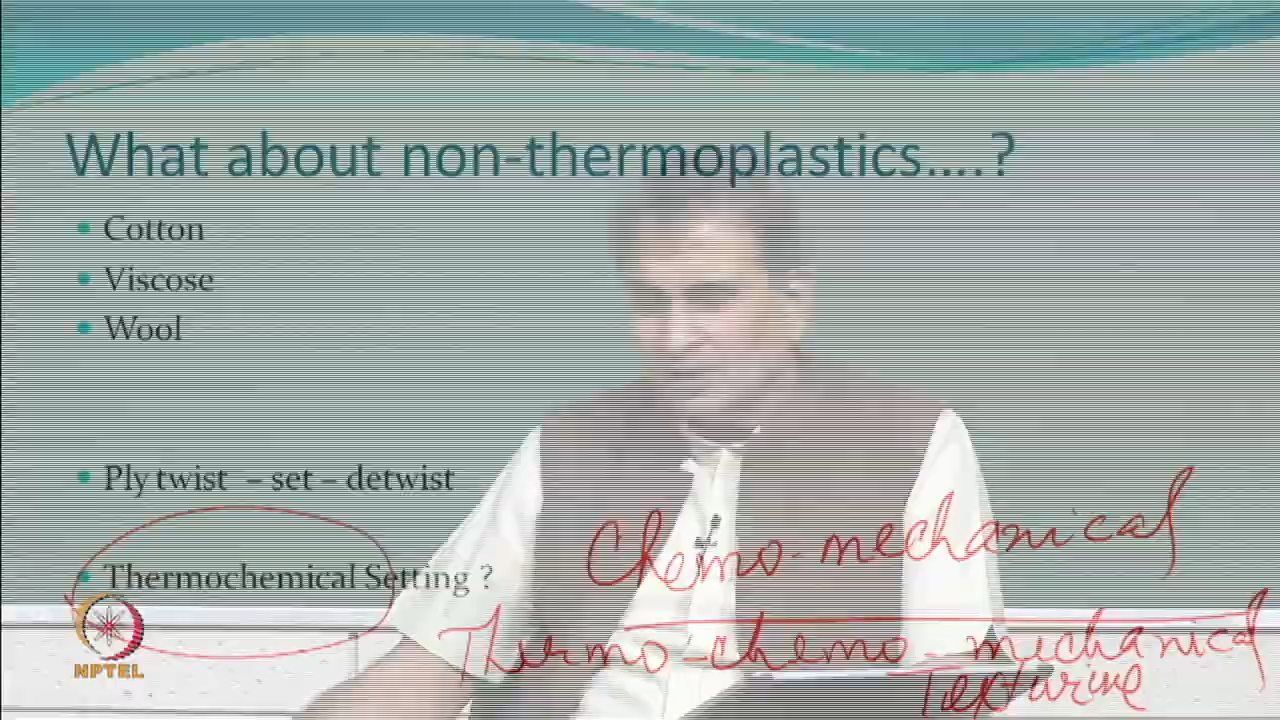 What about non-thermoplastics....?
• Cotton
• Viscose
• Wool
• Ply twist – set – detwist
• Thermochemical Setting ?
Chemo-mechanical
Thermo-chemo-mechanical
Texturing
NPTEL